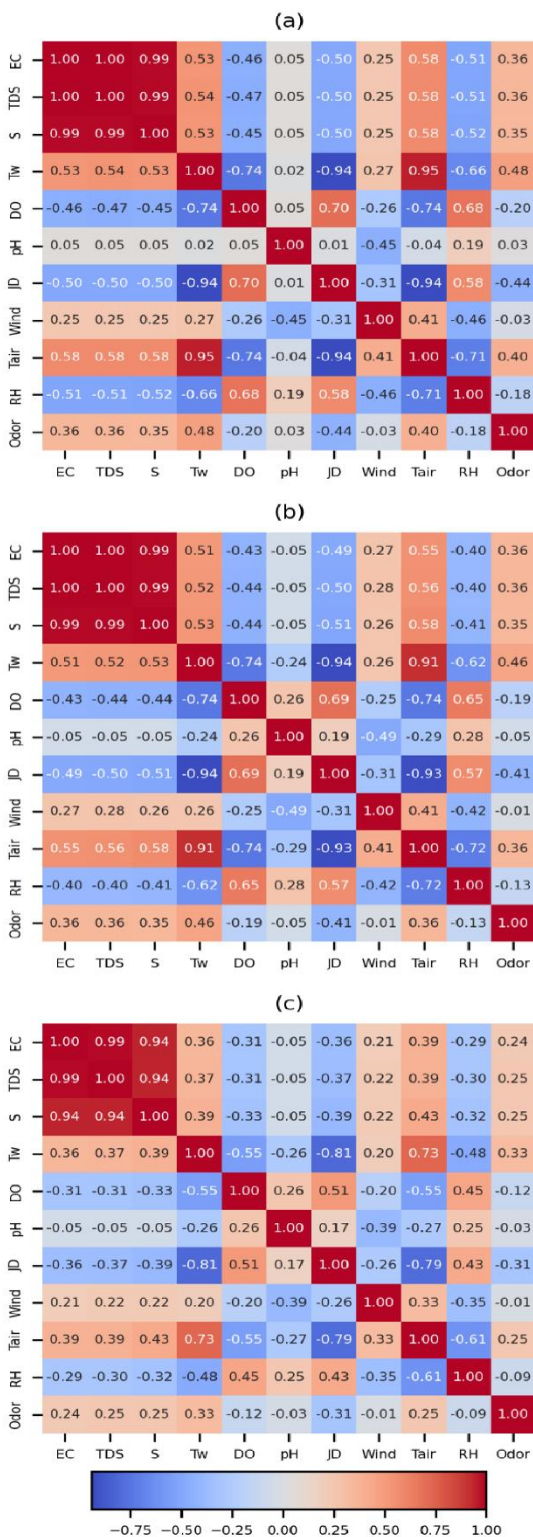 (a)
EC 1.00 1.00 0.99 0.53 -0.46 0.05 -0.50 0.25 0.58 -0.51 0.36
TDS 1.00 1.00 0.99 0.54 -0.47 0.05 -0.50 0.25 0.58 -0.51 0.36
S 0.99 0.99 1.00 0.53 -0.45 0.05 -0.50 0.25 0.58 -0.52 0.35
Tw 0.53 0.54 0.53 1.00 -0.74 0.02 -0.94 0.27 0.95 -0.66 0.48
DO -0.46 -0.47 -0.45 -0.74 1.00 0.05 0.70 -0.26 -0.74 0.68 -0.20
pH 0.05 0.05 0.05 0.02 0.05 1.00 0.01 -0.45 -0.04 0.19 0.03
JD -0.50 -0.50 -0.50 -0.94 0.70 0.01 1.00 -0.31 -0.94 0.58 -0.44
Wind 0.25 0.25 0.25 0.27 -0.26 -0.45 -0.31 1.00 0.41 -0.46 -0.03
Tair 0.58 0.58 0.58 0.95 -0.74 -0.04 -0.94 0.41 1.00 -0.71 0.40
RH -0.51 -0.51 -0.52 -0.66 0.68 0.19 0.58 -0.46 -0.71 1.00 -0.18
Odor 0.36 0.36 0.35 0.48 -0.20 0.03 -0.44 -0.03 0.40 -0.18 1.00
EC TDS S Tw DO pH JD Wind Tair RH Odor
(b)
EC 1.00 1.00 0.99 0.51 -0.43 -0.05 -0.49 0.27 0.55 -0.40 0.36
TDS 1.00 1.00 0.99 0.52 -0.44 -0.05 -0.50 0.28 0.56 -0.40 0.36
S 0.99 0.99 1.00 0.53 -0.44 -0.05 -0.51 0.26 0.58 -0.41 0.35
Tw 0.51 0.52 0.53 1.00 -0.74 -0.24 -0.94 0.26 0.91 -0.62 0.46
DO -0.43 -0.44 -0.44 -0.74 1.00 0.26 0.69 -0.25 -0.74 0.65 -0.19
pH -0.05 -0.05 -0.05 -0.24 0.26 1.00 0.19 -0.49 -0.29 0.28 -0.05
JD -0.49 -0.50 -0.51 -0.94 0.69 0.19 1.00 -0.31 -0.93 0.57 -0.41
Wind 0.27 0.28 0.26 0.26 -0.25 -0.49 -0.31 1.00 0.41 -0.42 -0.01
Tair 0.55 0.56 0.58 0.91 -0.74 -0.29 -0.93 0.41 1.00 -0.72 0.36
RH -0.40 -0.40 -0.41 -0.62 0.65 0.28 0.57 -0.42 -0.72 1.00 -0.13
Odor 0.36 0.36 0.35 0.46 -0.19 -0.05 -0.41 -0.01 0.36 -0.13 1.00
EC TDS S Tw DO pH JD Wind Tair RH Odor
(c)
EC 1.00 0.99 0.94 0.36 -0.31 -0.05 -0.36 0.21 0.39 -0.29 0.24
TDS 0.99 1.00 0.94 0.37 -0.31 -0.05 -0.37 0.22 0.39 -0.30 0.25
S 0.94 0.94 1.00 0.39 -0.33 -0.05 -0.39 0.22 0.43 -0.32 0.25
Tw 0.36 0.37 0.39 1.00 -0.55 -0.26 -0.81 0.20 0.73 -0.48 0.33
DO -0.31 -0.31 -0.33 -0.55 1.00 0.26 0.51 -0.20 -0.55 0.45 -0.12
pH -0.05 -0.05 -0.05 -0.26 0.26 1.00 0.17 -0.39 -0.27 0.25 -0.03
JD -0.36 -0.37 -0.39 -0.81 0.51 0.17 1.00 -0.26 -0.79 0.43 -0.31
Wind 0.21 0.22 0.22 0.20 -0.20 -0.39 -0.26 1.00 0.33 -0.35 -0.01
Tair 0.39 0.39 0.43 0.73 -0.55 -0.27 -0.79 0.33 1.00 -0.61 0.25
RH -0.29 -0.30 -0.32 -0.48 0.45 0.25 0.43 -0.35 -0.61 1.00 -0.09
Odor 0.24 0.25 0.25 0.33 -0.12 -0.03 -0.31 -0.01 0.25 -0.09 1.00
EC TDS S Tw DO pH JD Wind Tair RH Odor
−0.75 −0.50 −0.25 0.00 0.25 0.50 0.75 1.00